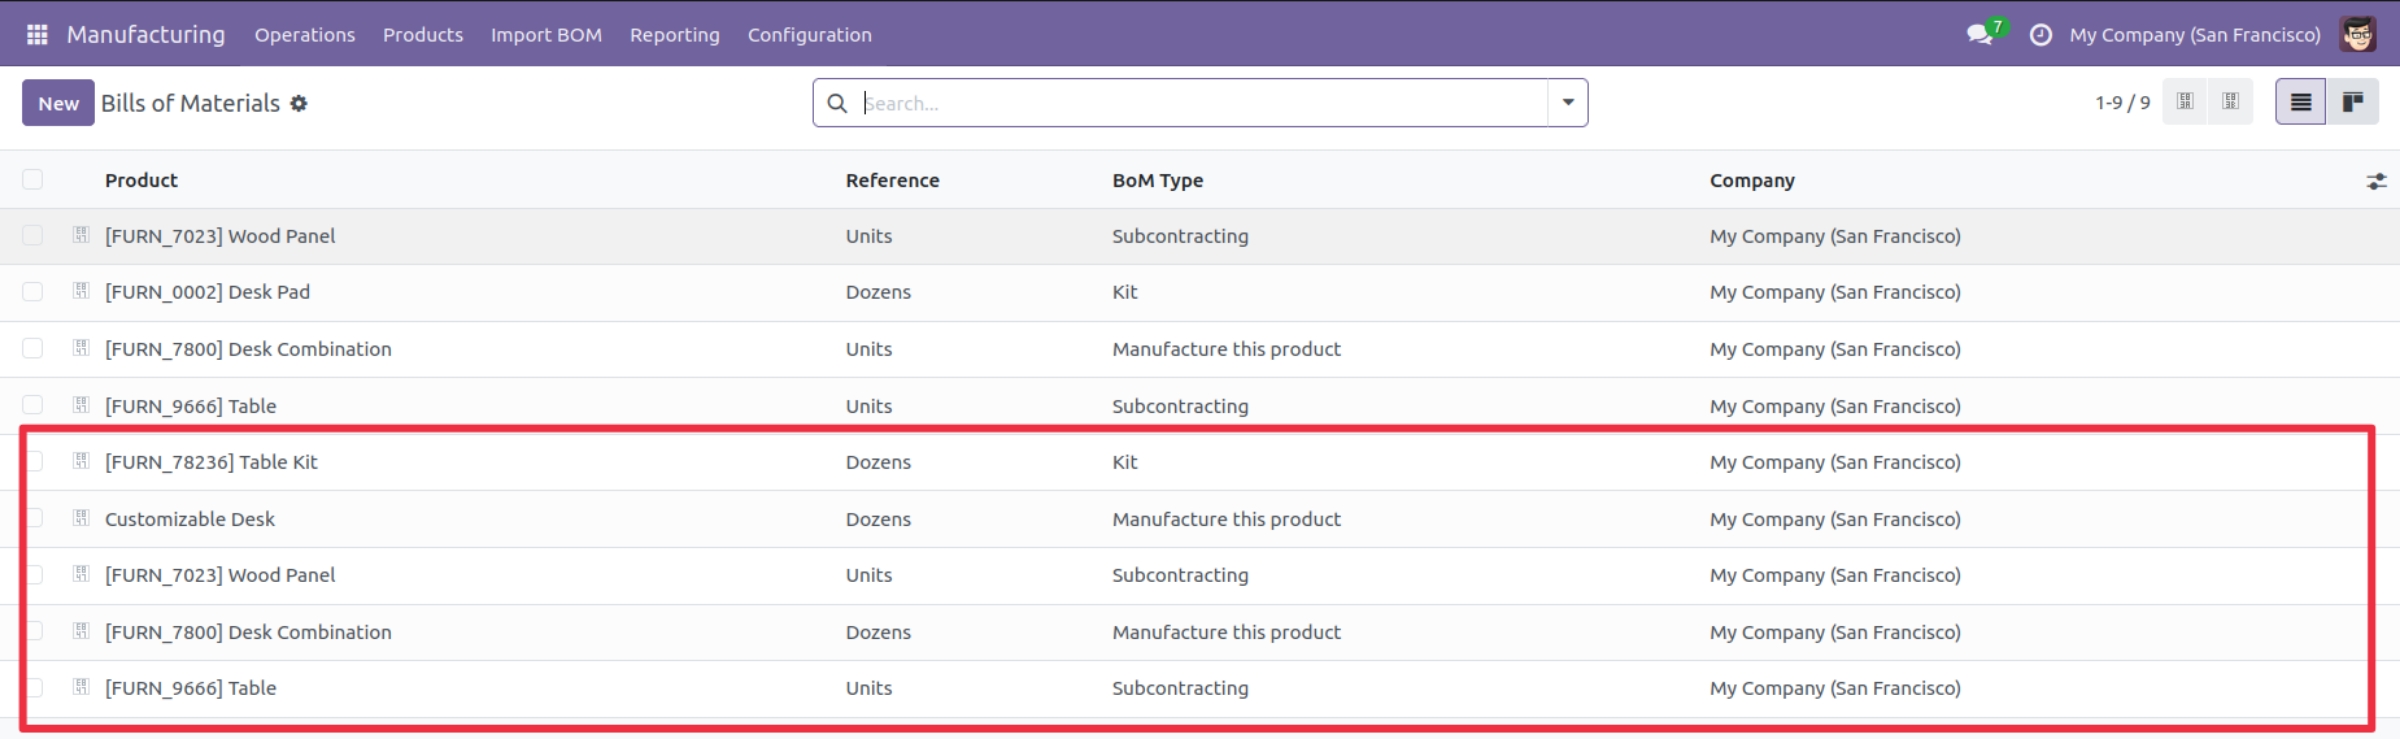 Manufacturing Operations Products Import BOM Reporting Configuration 7 My Company (San Francisco)
New Bills of Materials Search... 1-9 / 9
Product Reference BoM Type Company
[FURN_7023] Wood Panel Units Subcontracting My Company (San Francisco)
[FURN_0002] Desk Pad Dozens Kit My Company (San Francisco)
[FURN_7800] Desk Combination Units Manufacture this product My Company (San Francisco)
[FURN_9666] Table Units Subcontracting My Company (San Francisco)
[FURN_78236] Table Kit Dozens Kit My Company (San Francisco)
Customizable Desk Dozens Manufacture this product My Company (San Francisco)
[FURN_7023] Wood Panel Units Subcontracting My Company (San Francisco)
[FURN_7800] Desk Combination Dozens Manufacture this product My Company (San Francisco)
[FURN_9666] Table Units Subcontracting My Company (San Francisco)